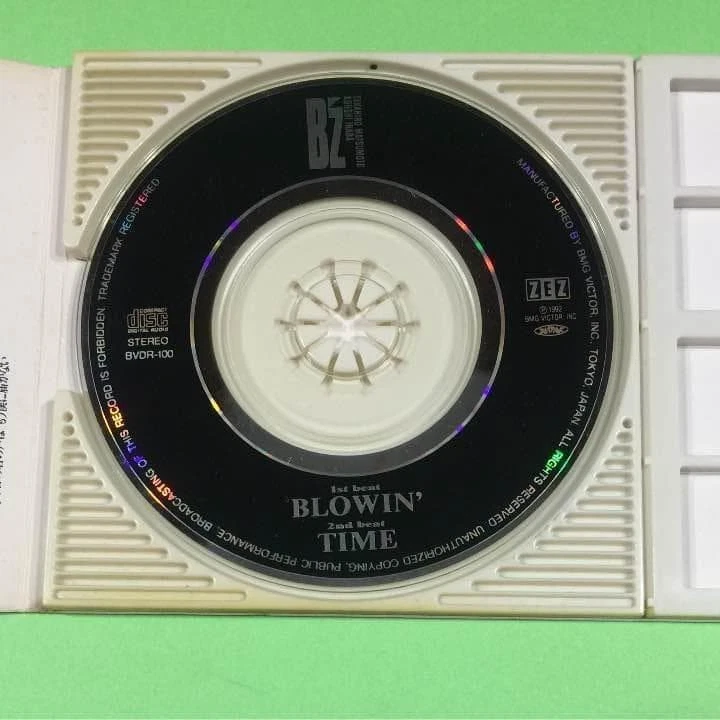 B'z
TAKAHIRO MATSUMOTO
KOSHI INABA
MANUFACTURED BY BMG VICTOR, INC. TOKYO, JAPAN. ALL RIGHTS RESERVED. UNAUTHORIZED COPYING, PUBLIC PERFORMANCE, BROADCASTING OF THIS RECORD IS FORBIDDEN. TRADEMARK REGISTERED
COMPACT
disc
DIGITAL AUDIO
STEREO
BVDR-100
ZEZ
℗ 1992
BMG VICTOR, INC.
1st beat
BLOWIN'
2nd beat
TIME